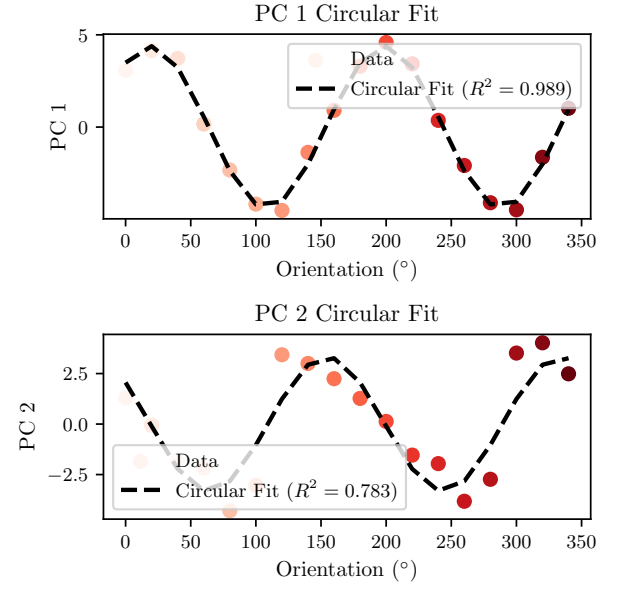 PC 1 Circular Fit
5
0
PC 1
Data
Circular Fit (R² = 0.989)
0 50 100 150 200 250 300 350
Orientation (°)
PC 2 Circular Fit
2.5
0.0
−2.5
PC 2
Data
Circular Fit (R² = 0.783)
0 50 100 150 200 250 300 350
Orientation (°)